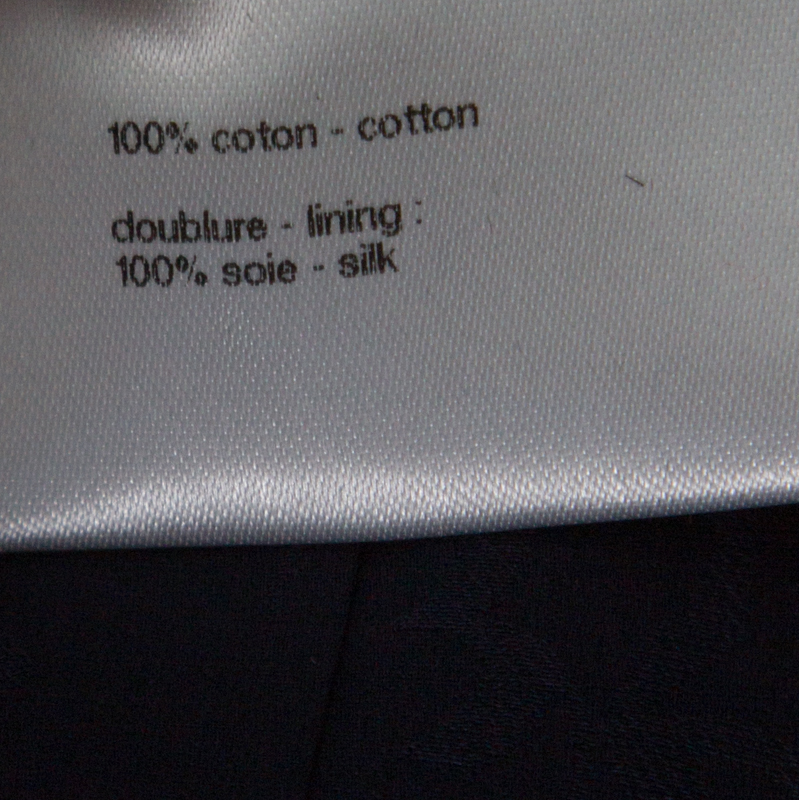 100% coton - cotton
doublure - lining :
100% soie - silk